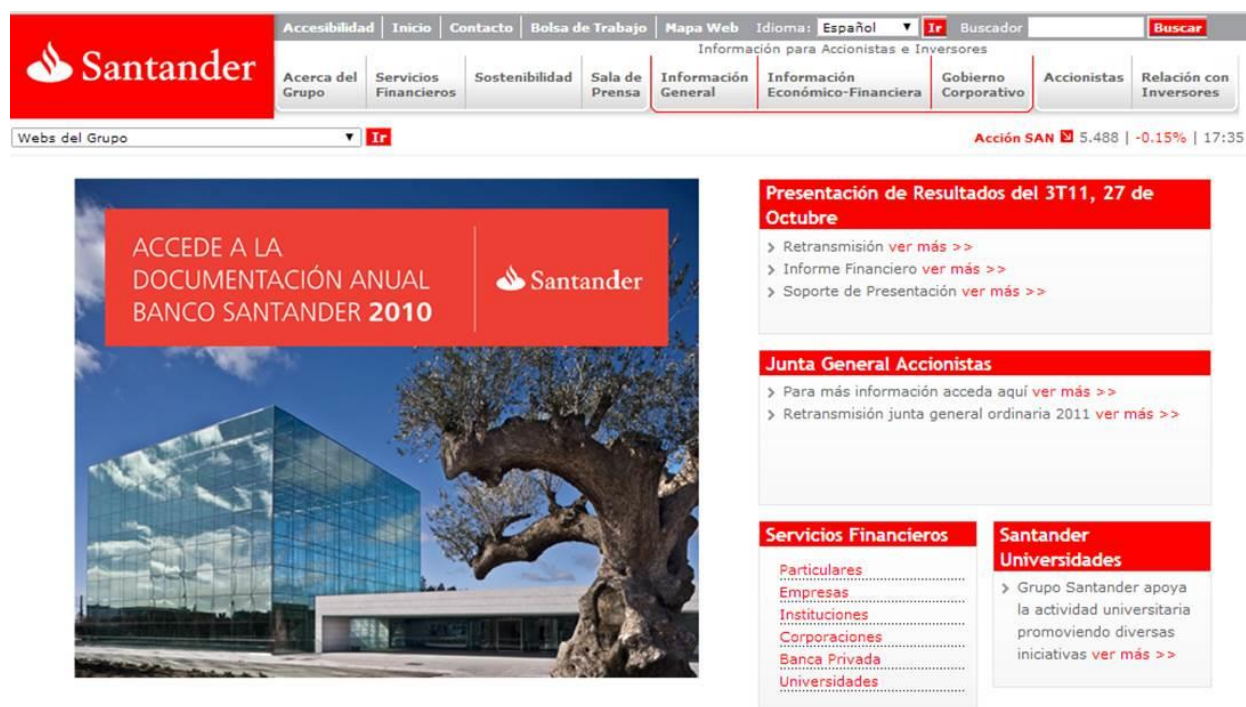 Accesibilidad Inicio Contacto Bolsa de Trabajo Mapa Web Idioma: Español Ir Buscador Buscar
Santander
Información para Accionistas e Inversores
Acerca del Grupo
Servicios Financieros
Sostenibilidad
Sala de Prensa
Información General
Información Económico-Financiera
Gobierno Corporativo
Accionistas
Relación con Inversores
Webs del Grupo Ir
Acción SAN 5.488 | -0.15% | 17:35
ACCEDE A LA
DOCUMENTACIÓN ANUAL
BANCO SANTANDER 2010
Santander
Presentación de Resultados del 3T11, 27 de
Octubre
Retransmisión ver más >>
Informe Financiero ver más >>
Soporte de Presentación ver más >>
Junta General Accionistas
Para más información acceda aquí ver más >>
Retransmisión junta general ordinaria 2011 ver más >>
Servicios Financieros
Particulares
Empresas
Instituciones
Corporaciones
Banca Privada
Universidades
Santander
Universidades
Grupo Santander apoya
la actividad universitaria
promoviendo diversas
iniciativas ver más >>